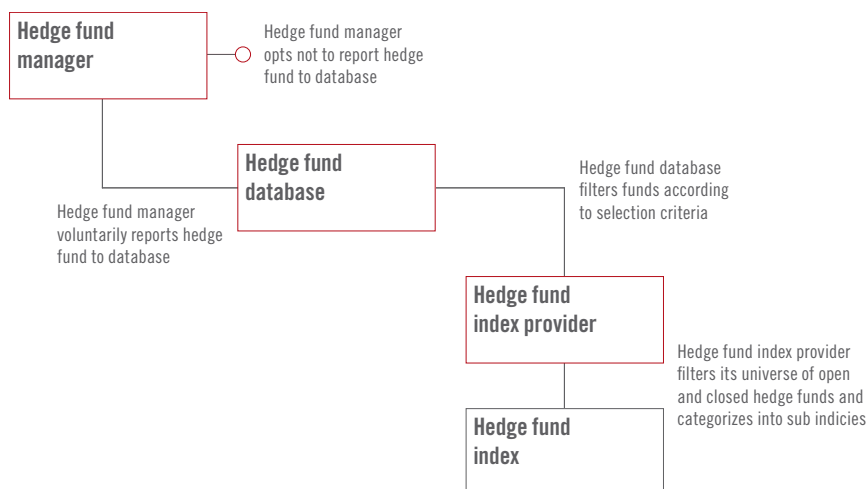 Hedge fund
manager
Hedge fund manager
opts not to report hedge
fund to database
Hedge fund
database
Hedge fund manager
voluntarily reports hedge
fund to database
Hedge fund database
filters funds according
to selection criteria
Hedge fund
index provider
Hedge fund index provider
filters its universe of open
and closed hedge funds and
categorizes into sub indicies
Hedge fund
index